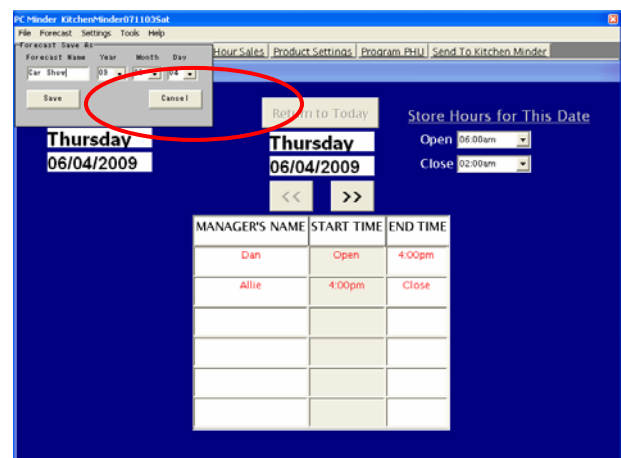 PC Minder KitchenMinder071103Sat
File Forecast Settings Tools Help
Forecast Save As
Forecast Name Year Month Day
Car Show 09 04
Save Cancel
Hour Sales Product Settings Program PHU Send To Kitchen Minder
Return to Today
Store Hours for This Date
Thursday Thursday Open 06:00am
06/04/2009 06/04/2009 Close 02:00am
<< >>
MANAGER'S NAME START TIME END TIME
Dan Open 4:00pm
Allie 4:00pm Close